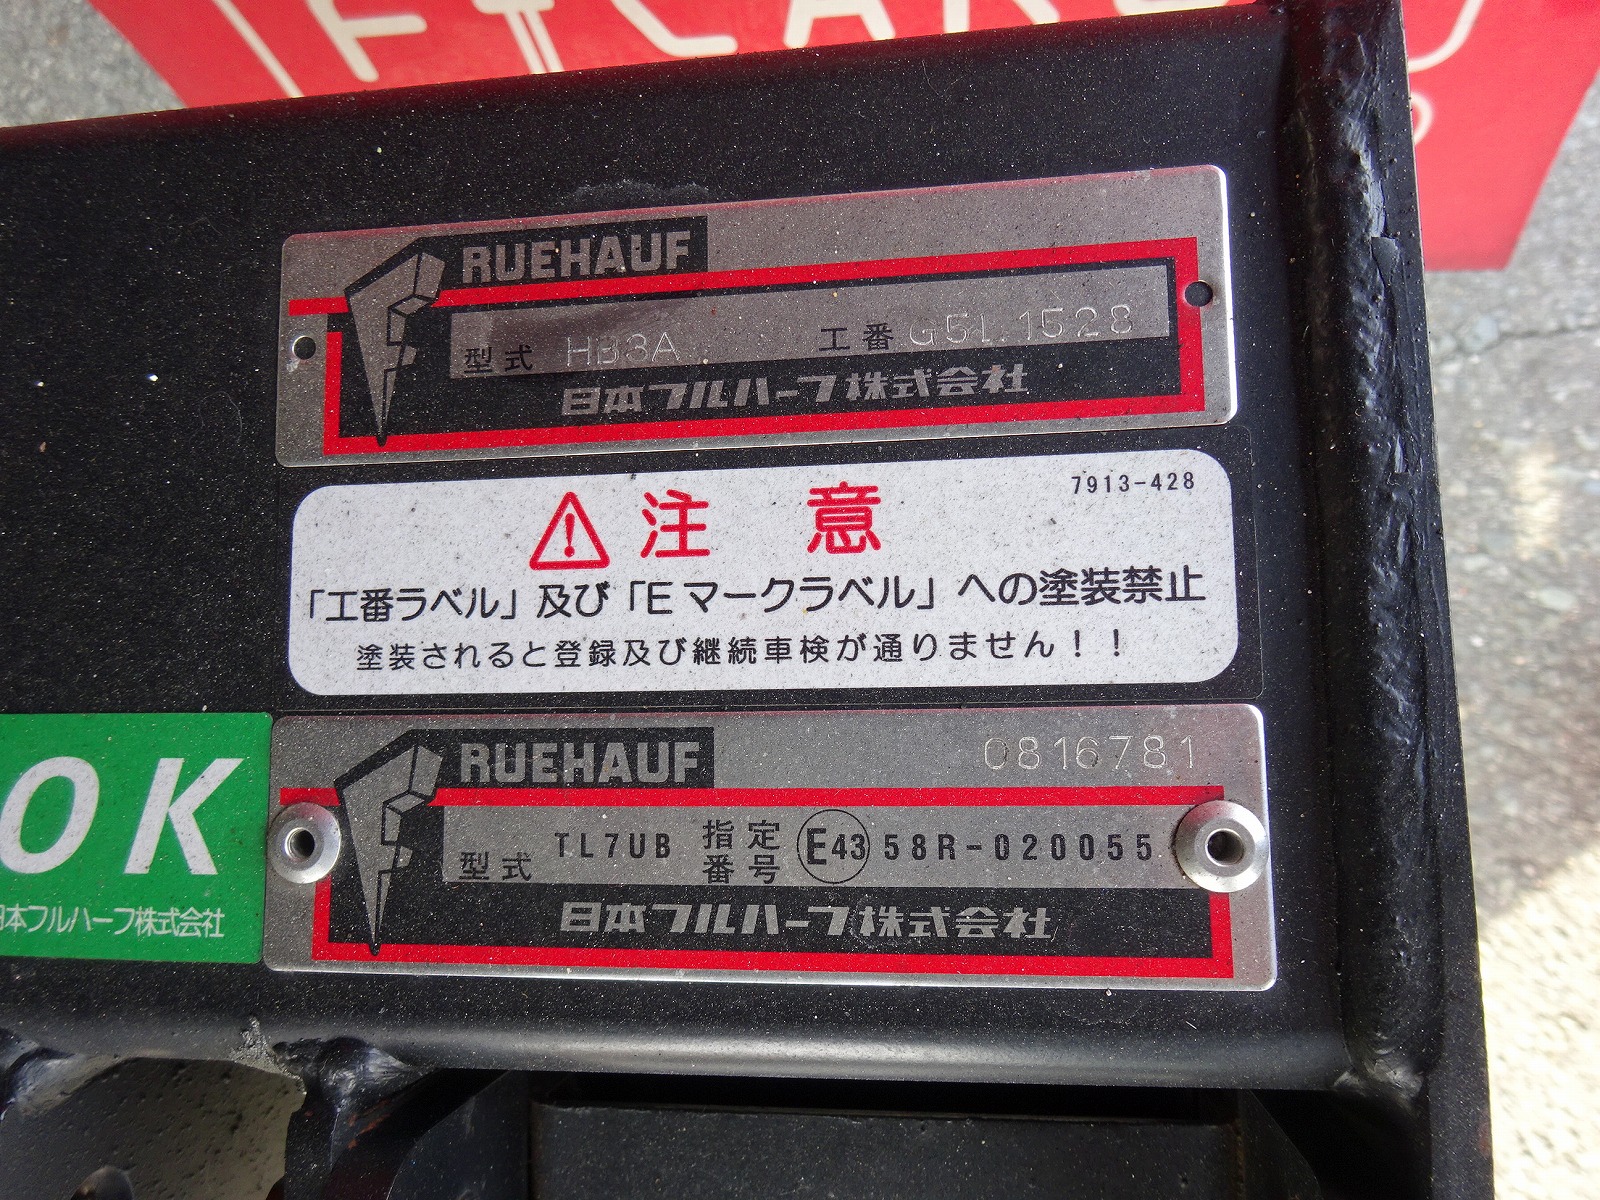 FRUEHAUF
型式 HB3A 工番 G5L.1528
日本フルハーフ株式会社
7913-428
注意
「工番ラベル」及び「Eマークラベル」への塗装禁止
塗装されると登録及び継続車検が通りません！！
FRUEHAUF 0816781
型式 TL7UB 指定番号 E43 58R-020055
日本フルハーフ株式会社
OK
日本フルハーフ株式会社